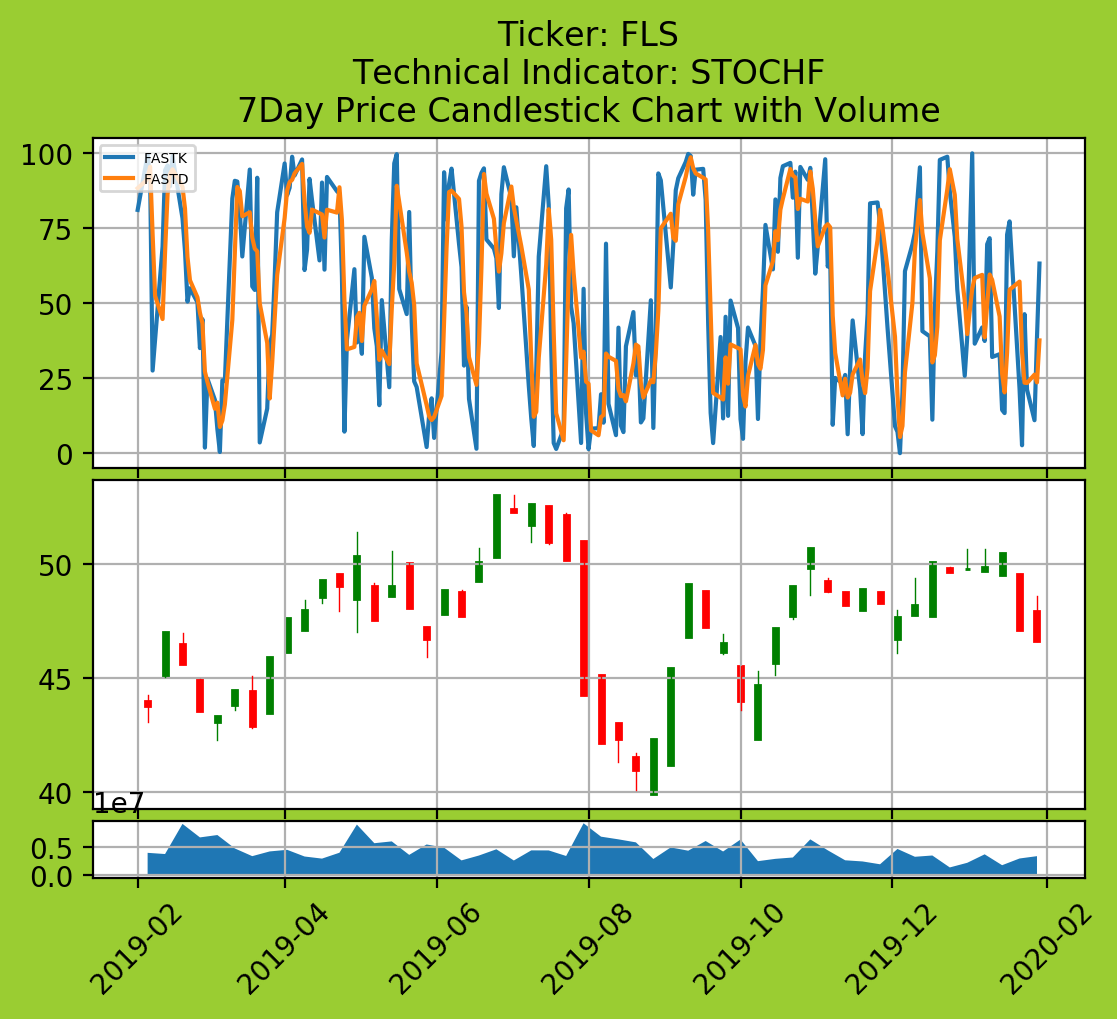 Ticker: FLS
Technical Indicator: STOCHF
7Day Price Candlestick Chart with Volume
100
75
50
25
0
FASTK
FASTD
50
45
40
1e7
0.5
0.0
2019-02
2019-04
2019-06
2019-08
2019-10
2019-12
2020-02